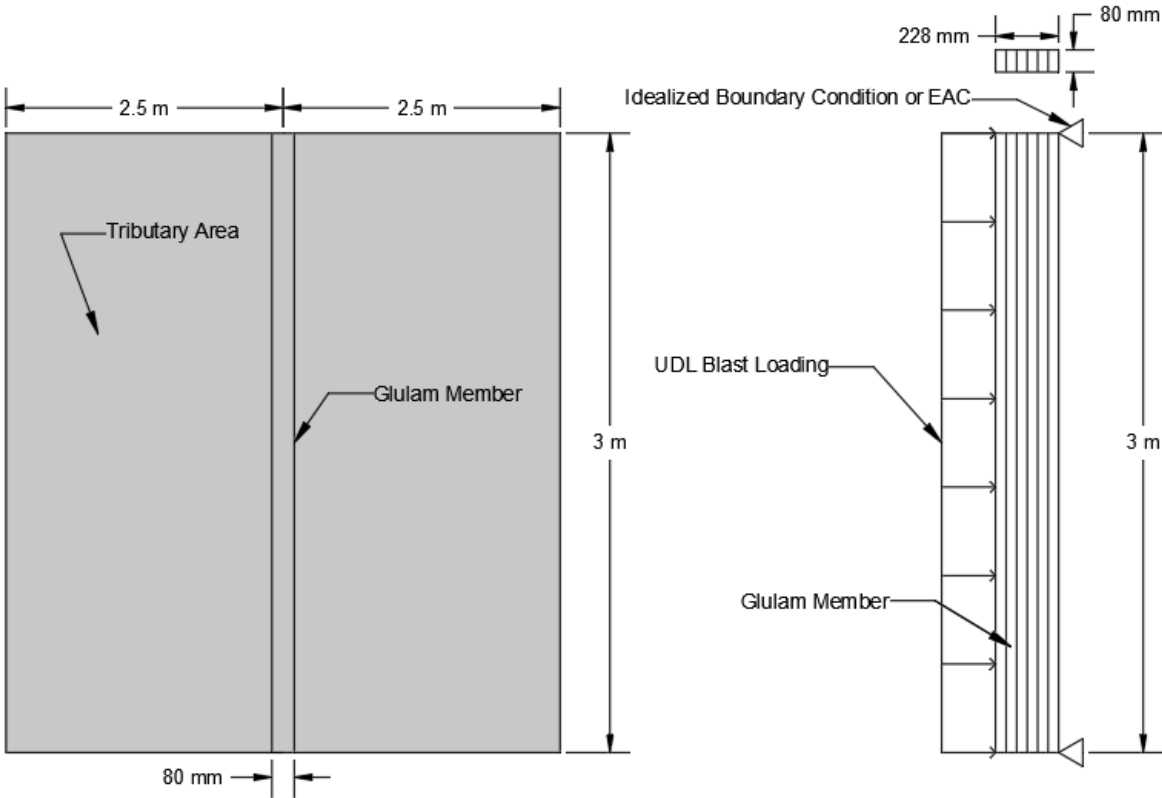 80 mm
228 mm
Idealized Boundary Condition or EAC
2.5 m
2.5 m
Tributary Area
UDL Blast Loading
Glulam Member
3 m
3 m
Glulam Member
80 mm